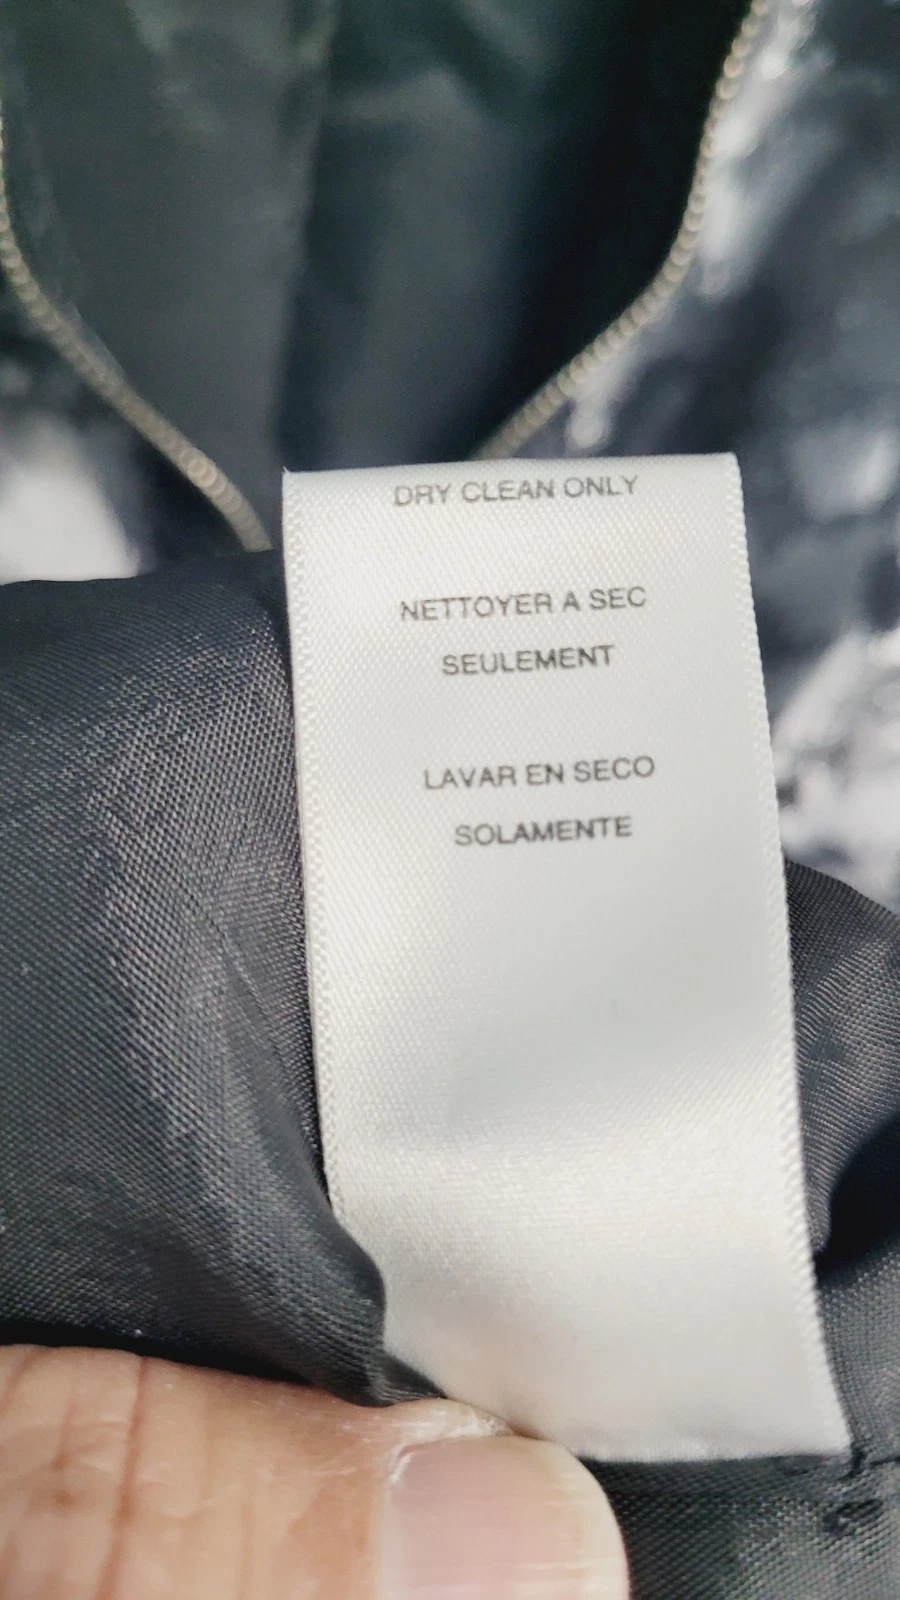 DRY CLEAN ONLY
NETTOYER A SEC
SEULEMENT
LAVAR EN SECO
SOLAMENTE